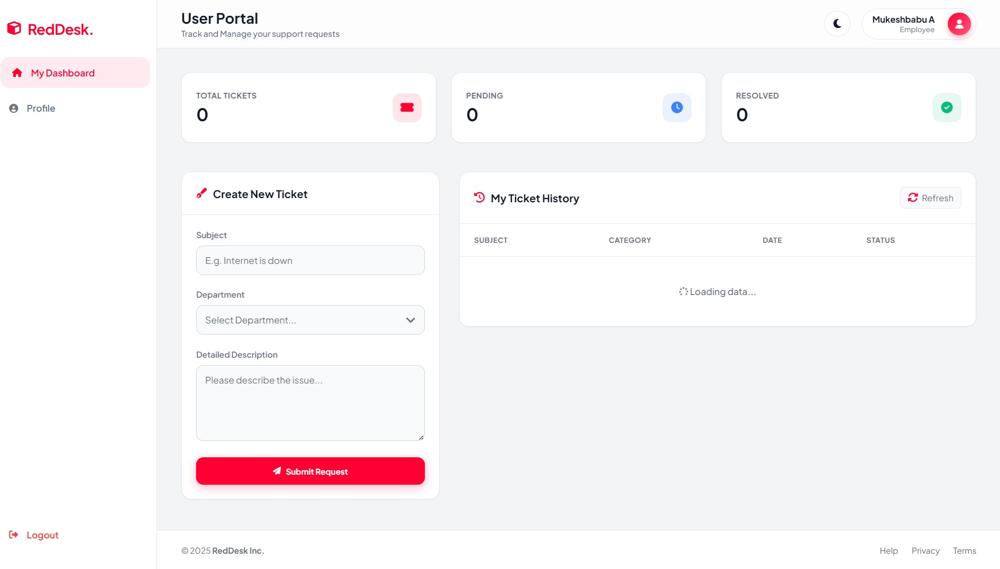 RedDesk.
My Dashboard
Profile
Logout
User Portal
Track and Manage your support requests
Mukeshbabu A
Employee
TOTAL TICKETS
0
PENDING
0
RESOLVED
0
Create New Ticket
Subject
E.g. Internet is down
Department
Select Department...
Detailed Description
Please describe the issue...
Submit Request
My Ticket History
Refresh
SUBJECT CATEGORY DATE STATUS
Loading data...
© 2025 RedDesk Inc.
Help Privacy Terms